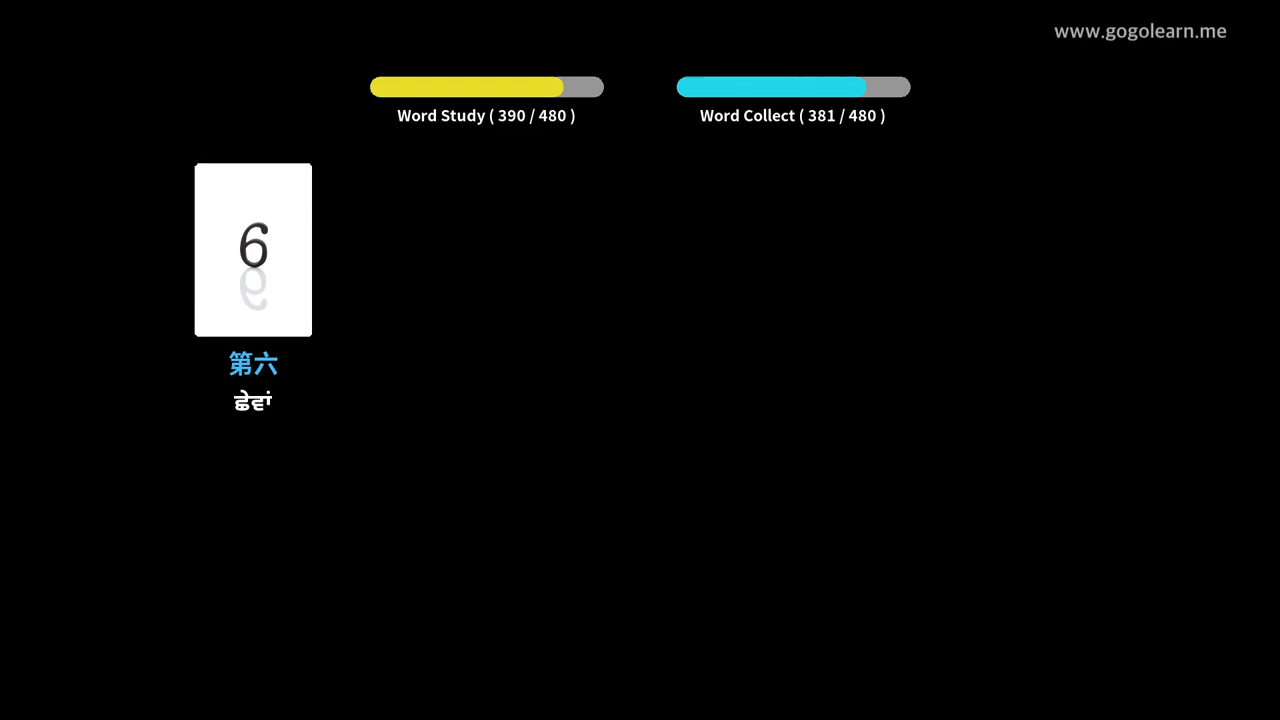 www.gogolearn.me
Word Study ( 390 / 480 )
Word Collect ( 381 / 480 )
6
第六
ਛੇਵਾਂ